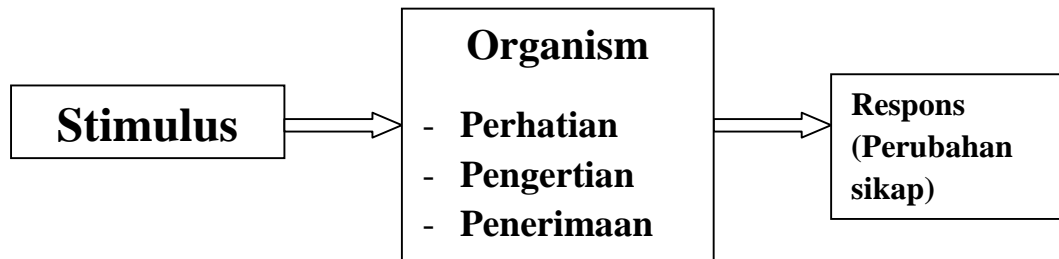 Stimulus
Organism
- Perhatian
- Pengertian
- Penerimaan
Respons
(Perubahan
sikap)